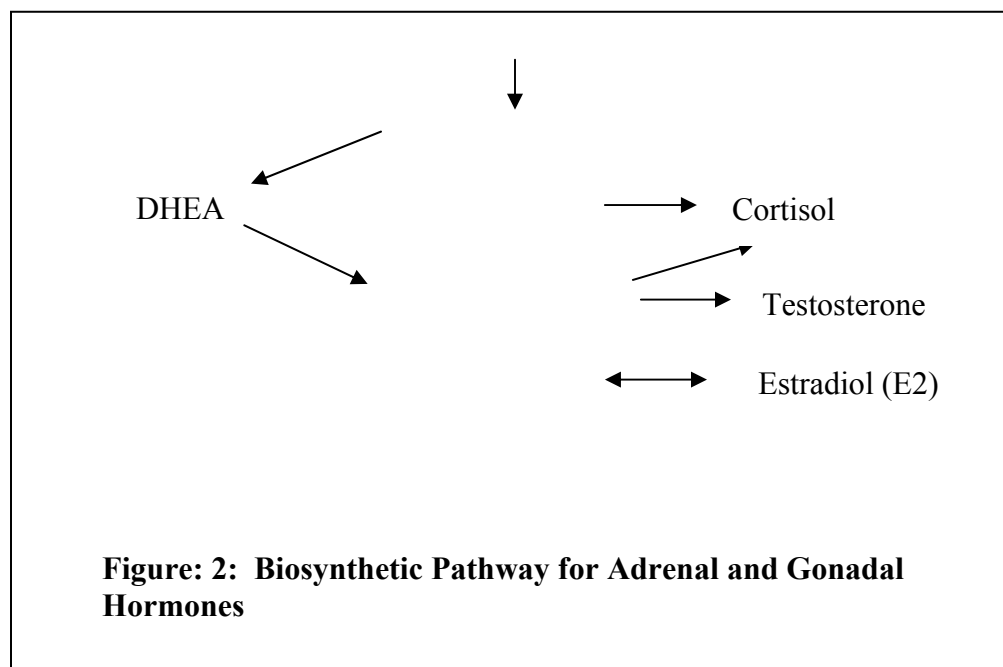 DHEA
Cortisol
Testosterone
Estradiol (E2)
Figure: 2:  Biosynthetic Pathway for Adrenal and Gonadal
Hormones